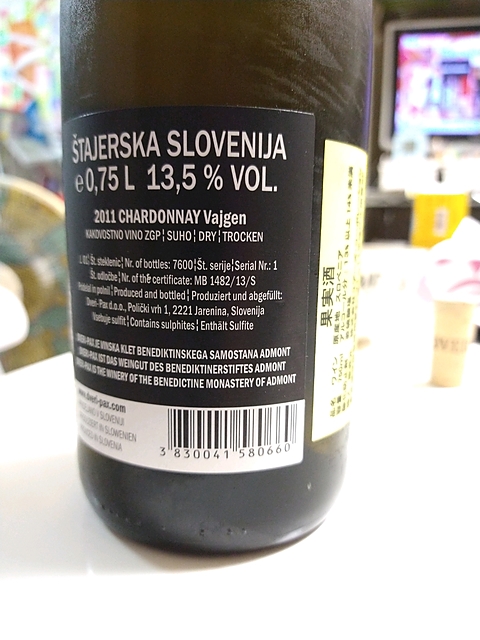 ŠTAJERSKA SLOVENIJA
e 0,75 L 13,5 % VOL.
2011 CHARDONNAY Vajgen
KAKOVOSTNO VINO ZGP ¦ SUHO ¦ DRY ¦ TROCKEN
Št. steklenic ¦ Nr. of bottles: 7600 ¦ Št. serije ¦ Serial Nr.: 1
Št. odločbe ¦ Nr. of the certificate: MB 1482/13/S
Pridelal in polnil ¦ Produced and bottled ¦ Produziert und abgefüllt:
Dveri-Pax d.o.o., Polički vrh 1, 2221 Jarenina, Slovenija
Vsebuje sulfit ¦ Contains sulphites ¦ Enthält Sulfite
DVERI-PAX JE VINSKA KLET BENEDIKTINSKEGA SAMOSTANA ADMONT
DVERI-PAX IST DAS WEINGUT DES BENEDIKTINERSTIFTES ADMONT
DVERI-PAX IS THE WINERY OF THE BENEDICTINE MONASTERY OF ADMONT
www.dveri-pax.com
3 830041 580660
果実酒